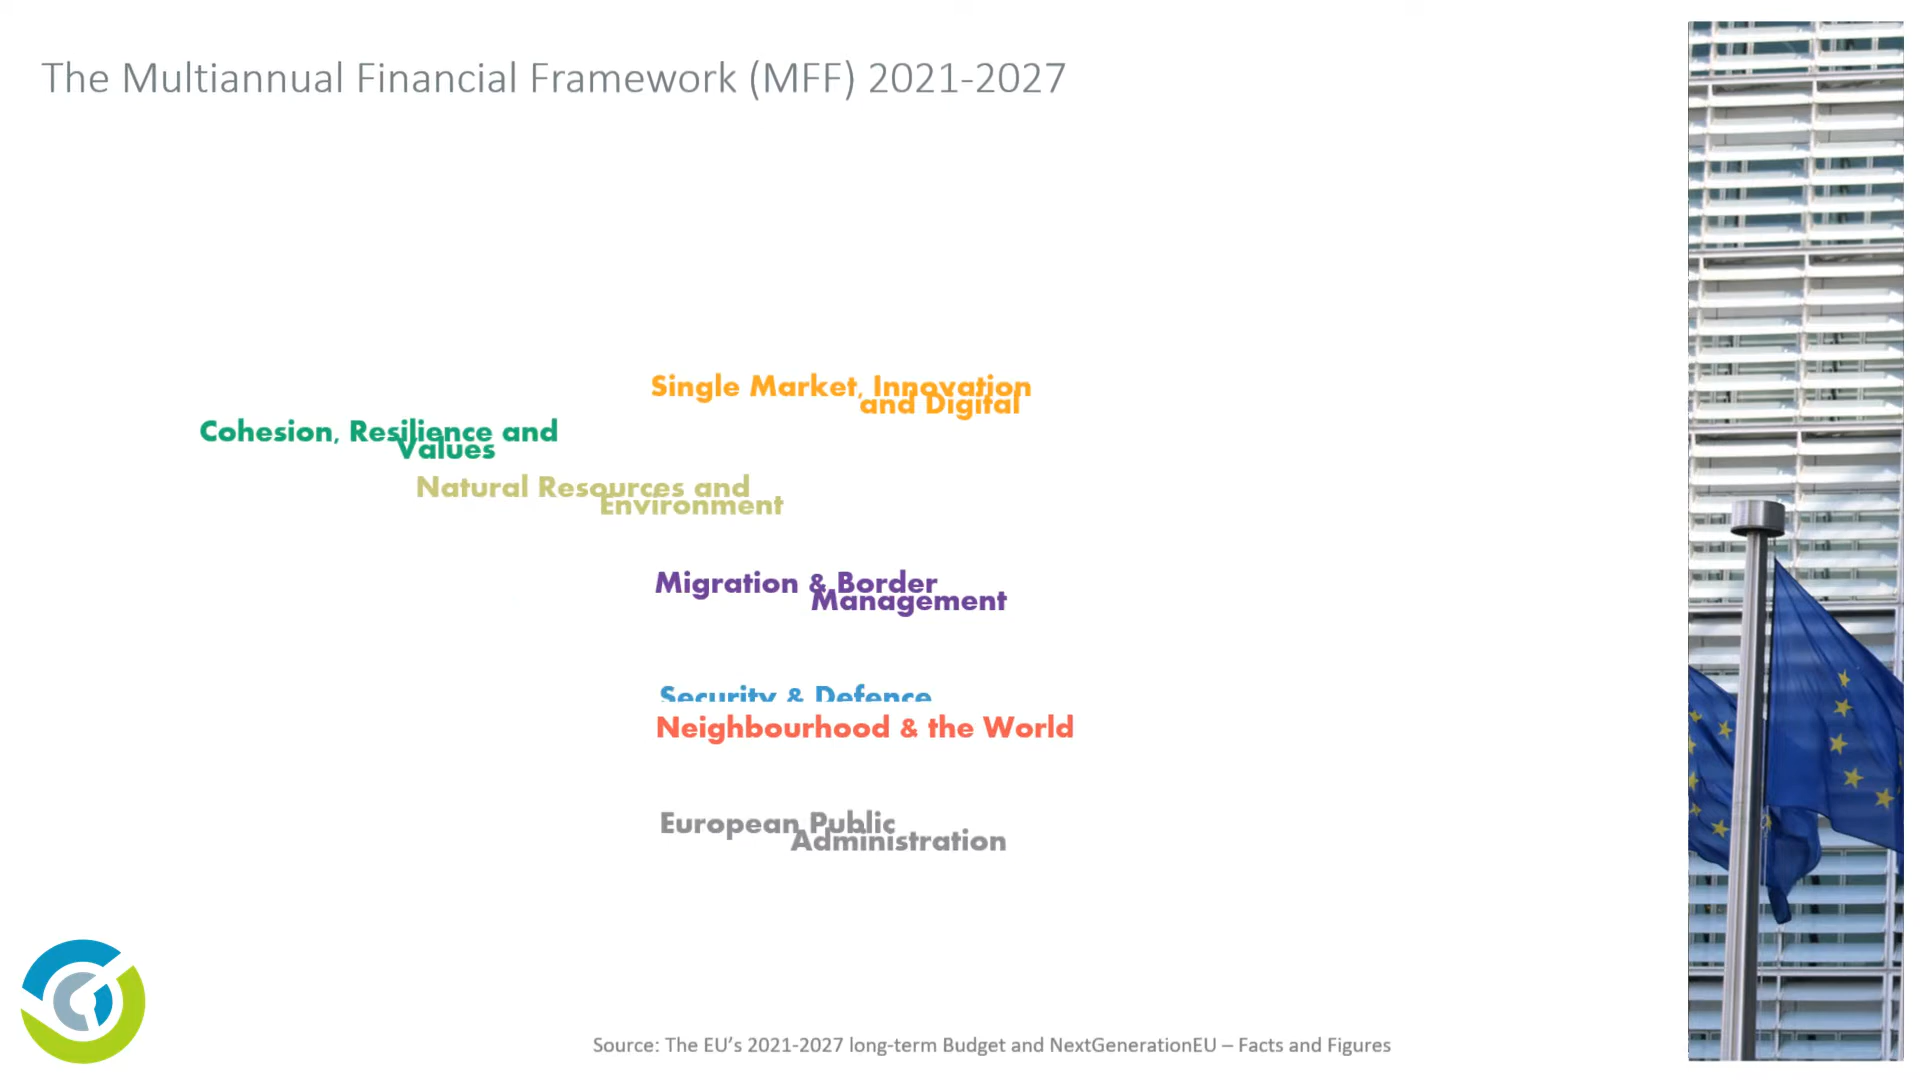 The Multiannual Financial Framework (MFF) 2021-2027
Single Market, Innovation
and Digital
Cohesion, Resilience and
Values
Natural Resources and
Environment
Migration & Border
Management
Security & Defence
Neighbourhood & the World
European Public
Administration
Source: The EU’s 2021-2027 long-term Budget and NextGenerationEU – Facts and Figures